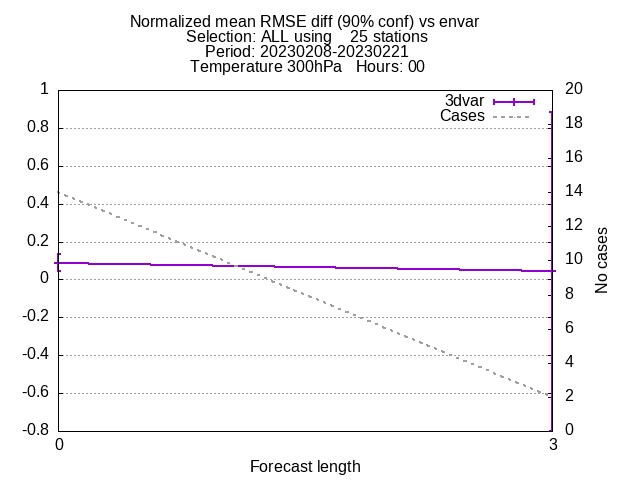 Normalized mean RMSE diff (90% conf) vs envar
Selection: ALL using    25 stations
Period: 20230208-20230221
Temperature 300hPa   Hours: 00
1
0.8
0.6
0.4
0.2
0
-0.2
-0.4
-0.6
-0.8
3dvar
Cases
20
18
16
14
12
10
8
6
4
2
0
No cases
0
3
Forecast length